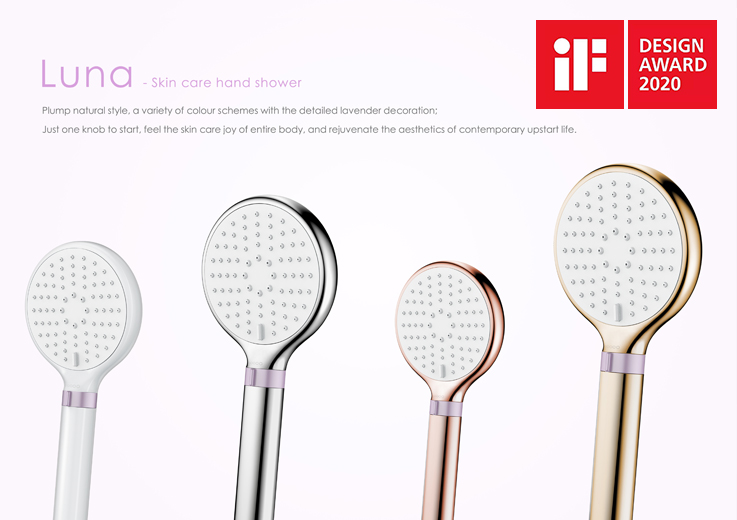 Luna - Skin care hand shower
Plump natural style, a variety of colour schemes with the detailed lavender decoration;
Just one knob to start, feel the skin care joy of entire body, and rejuvenate the aesthetics of contemporary upstart life.
iF
DESIGN
AWARD
2020